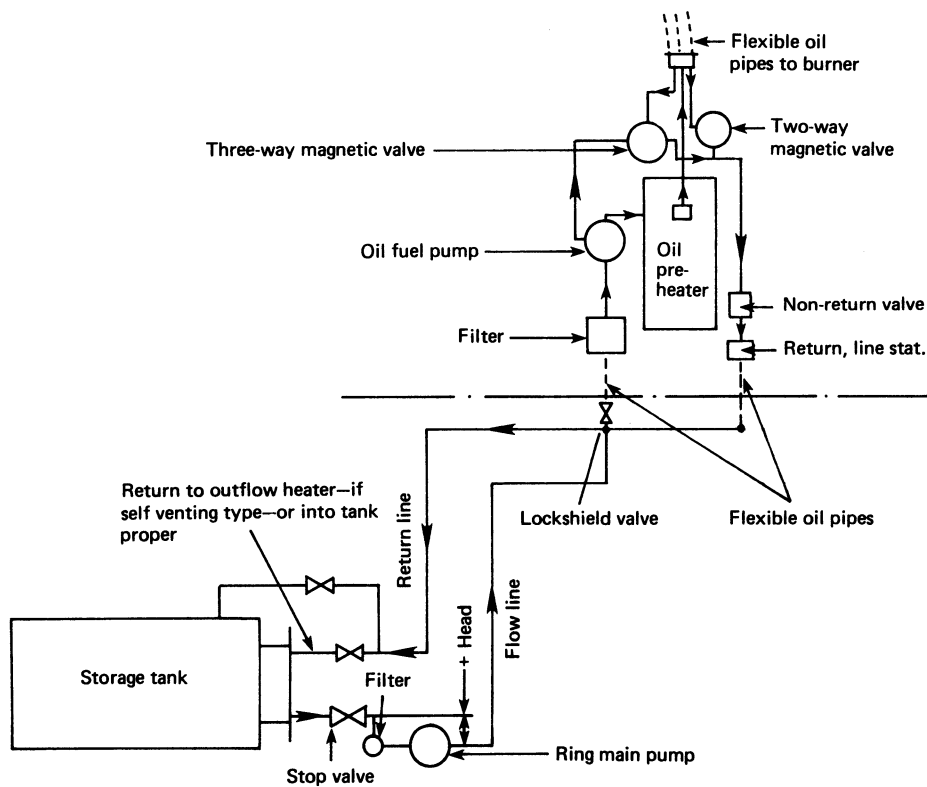 Flexible oil
pipes to burner
Three-way magnetic valve
Two-way
magnetic valve
Oil fuel pump
Oil
pre-
heater
Non-return valve
Filter
Return, line stat.
Return to outflow heater—if
self venting type—or into tank
proper
Return line
Lockshield valve
Flexible oil pipes
Flow line
+ Head
Storage tank
Filter
Stop valve
Ring main pump